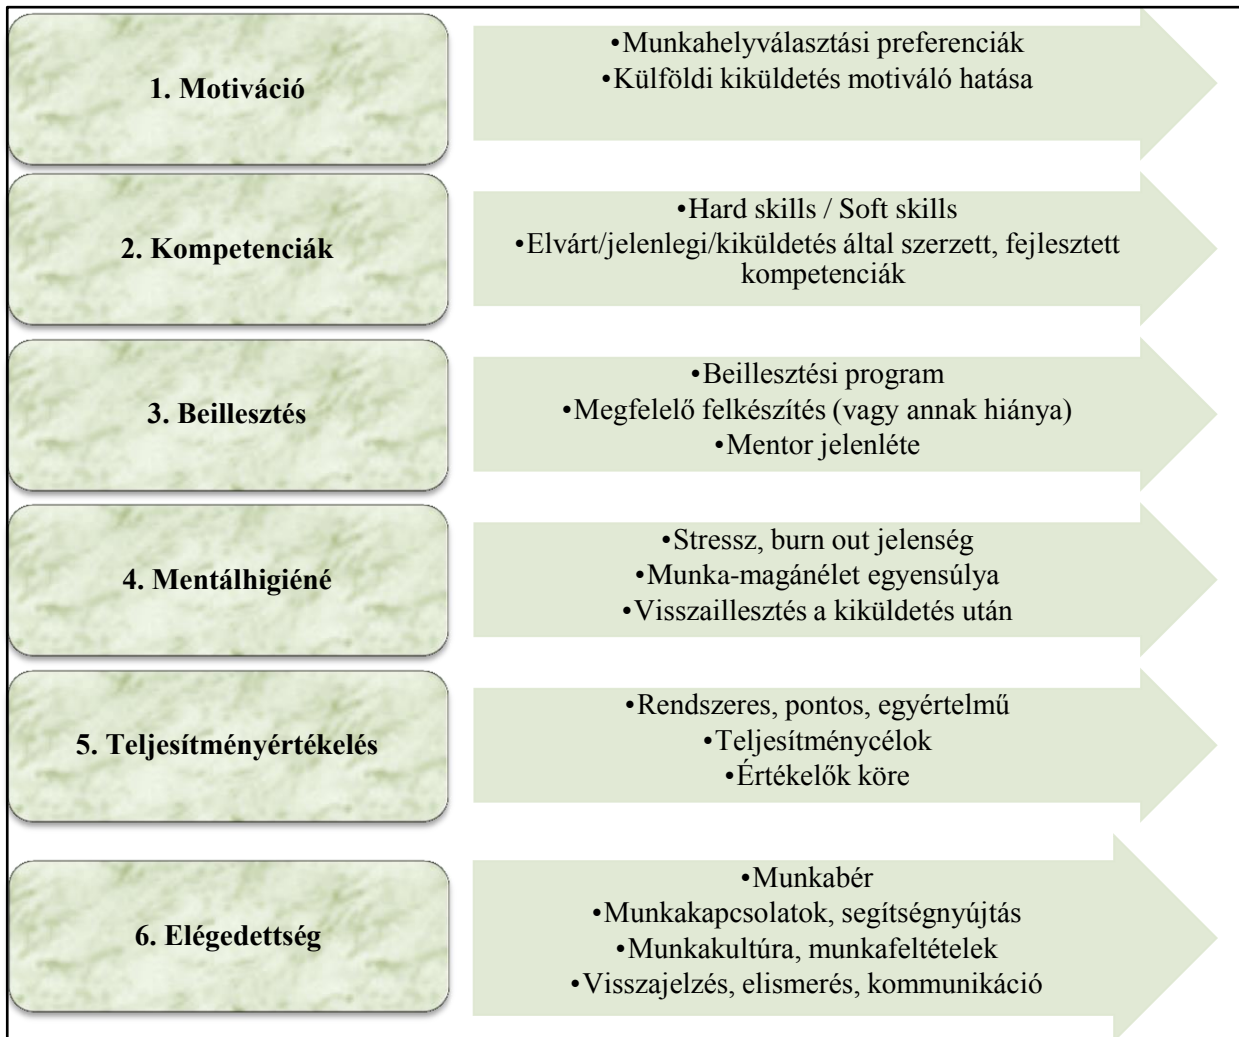 1. Motiváció
•Munkahelyválasztási preferenciák
•Külföldi kiküldetés motiváló hatása
2. Kompetenciák
•Hard skills / Soft skills
•Elvárt/jelenlegi/kiküldetés által szerzett, fejlesztett
kompetenciák
3. Beillesztés
•Beillesztési program
•Megfelelő felkészítés (vagy annak hiánya)
•Mentor jelenléte
4. Mentálhigiéné
•Stressz, burn out jelenség
•Munka-magánélet egyensúlya
•Visszaillesztés a kiküldetés után
5. Teljesítményértékelés
•Rendszeres, pontos, egyértelmű
•Teljesítménycélok
•Értékelők köre
6. Elégedettség
•Munkabér
•Munkakapcsolatok, segítségnyújtás
•Munkakultúra, munkafeltételek
•Visszajelzés, elismerés, kommunikáció